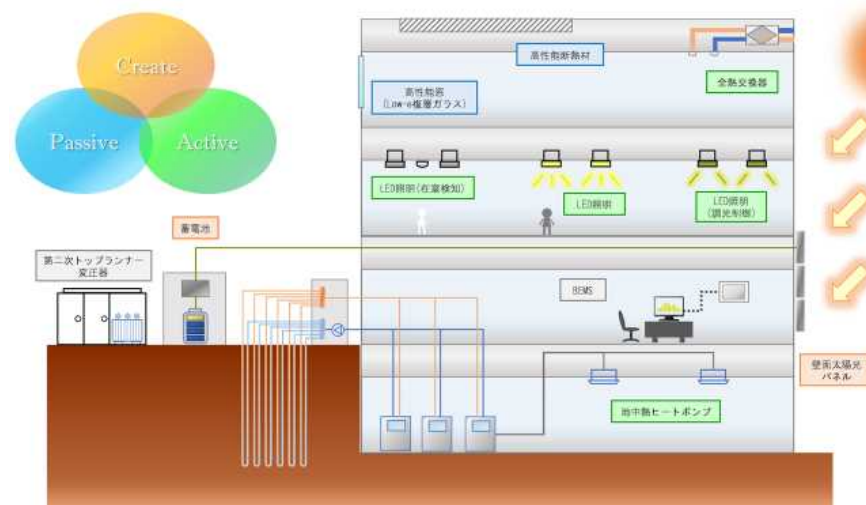 Create
Passive
Active
高性能断熱材
全熱交換器
高性能窓
(Low-e複層ガラス)
LED照明(在室検知)
LED照明
LED照明
(調光制御)
蓄電池
第二次トップランナー
変圧器
BEMS
壁面太陽光
パネル
地中熱ヒートポンプ